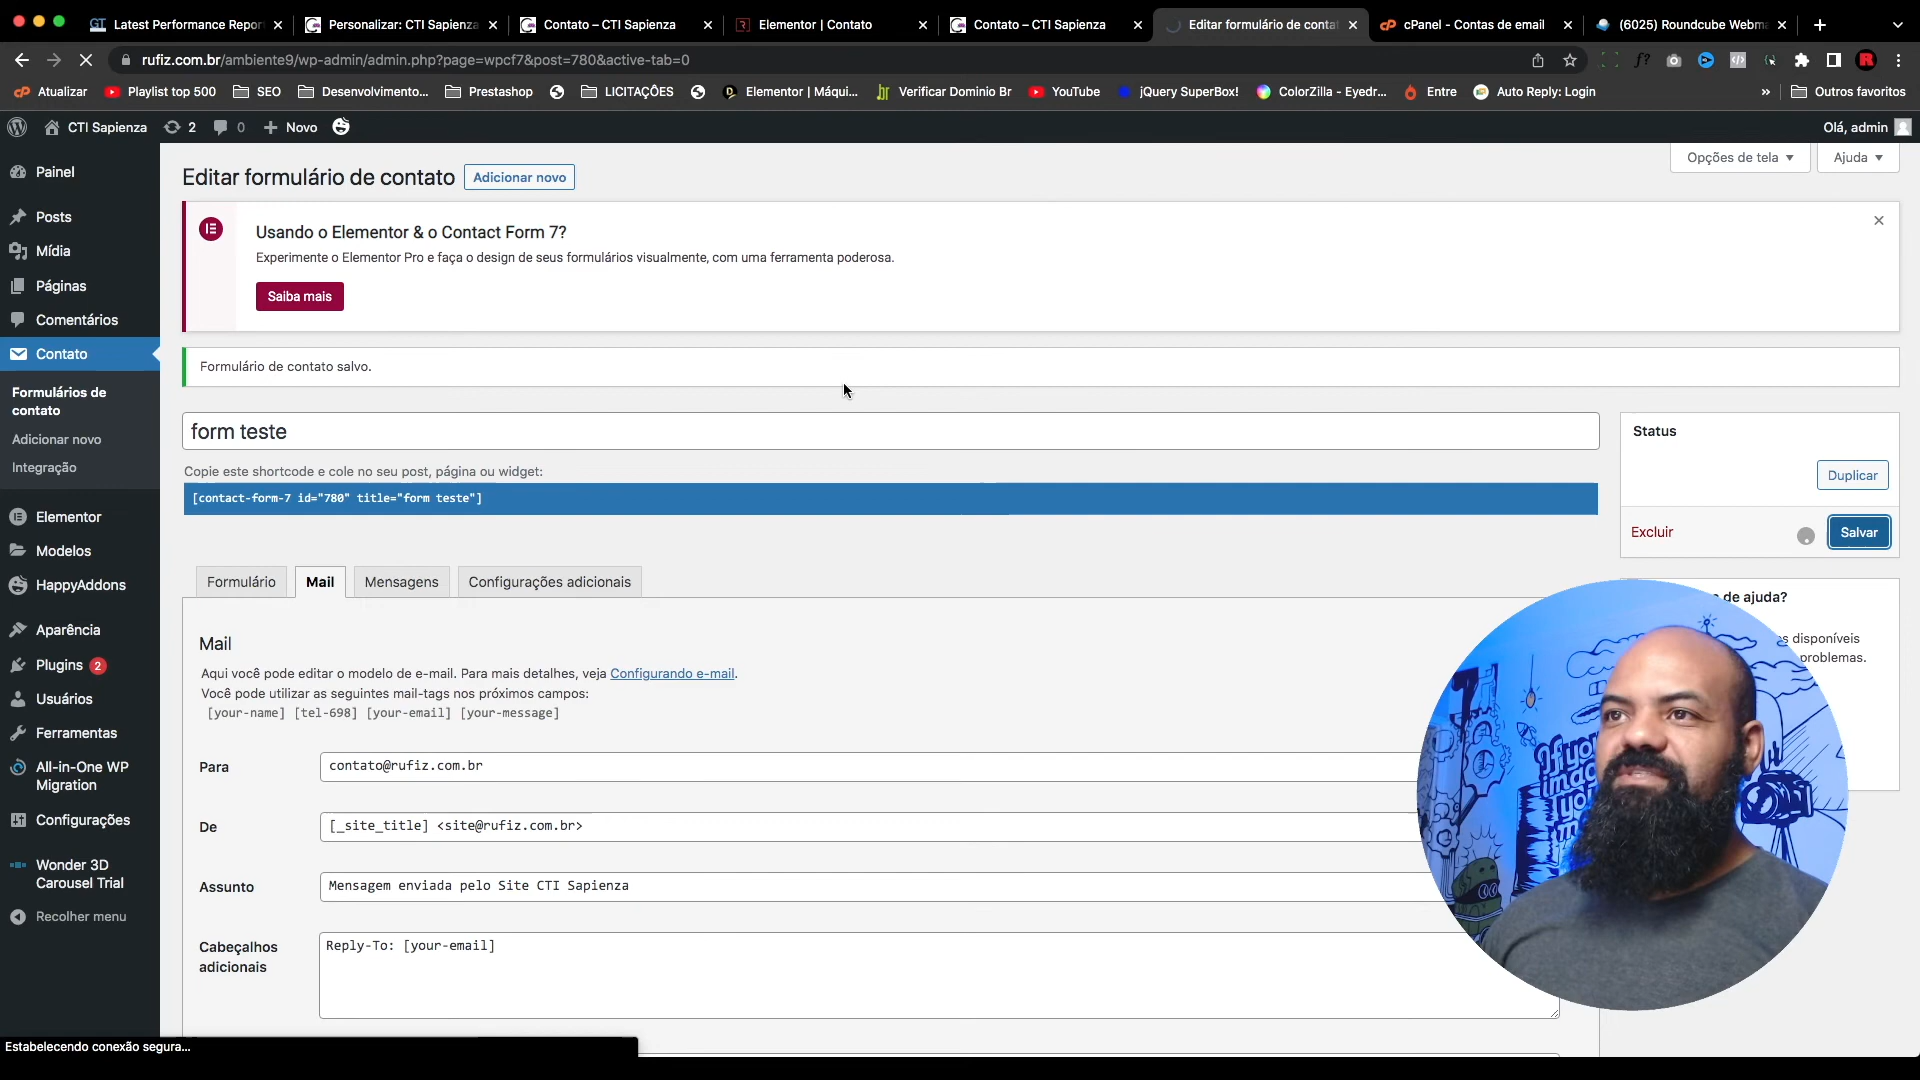 Latest Performance Repor
Personalizar: CTI Sapienza
Contato – CTI Sapienza
Elementor | Contato
Contato – CTI Sapienza
Editar formulário de conta
cPanel - Contas de email
(6025) Roundcube Webma
rufiz.com.br/ambiente9/wp-admin/admin.php?page=wpcf7&post=780&active-tab=0
Atualizar
Playlist top 500
SEO
Desenvolvimento...
Prestashop
LICITAÇÕES
Elementor | Máqui...
Verificar Dominio Br
YouTube
jQuery SuperBox!
ColorZilla - Eyedr...
Entre
Auto Reply: Login
»
Outros favoritos
CTI Sapienza
2
0
Novo
Olá, admin
Painel
Posts
Mídia
Páginas
Comentários
Contato
Formulários de
contato
Adicionar novo
Integração
Elementor
Modelos
HappyAddons
Aparência
Plugins 2
Usuários
Ferramentas
All-in-One WP
Migration
Configurações
Wonder 3D
Carousel Trial
Recolher menu
Opções de tela
Ajuda
Editar formulário de contato
Adicionar novo
Usando o Elementor & o Contact Form 7?
Experimente o Elementor Pro e faça o design de seus formulários visualmente, com uma ferramenta poderosa.
Saiba mais
Formulário de contato salvo.
form teste
Copie este shortcode e cole no seu post, página ou widget:
[contact-form-7 id="780" title="form teste"]
Status
Duplicar
Excluir
Salvar
Formulário
Mail
Mensagens
Configurações adicionais
de ajuda?
disponíveis
problemas.
Mail
Aqui você pode editar o modelo de e-mail. Para mais detalhes, veja Configurando e-mail.
Você pode utilizar as seguintes mail-tags nos próximos campos:
[your-name] [tel-698] [your-email] [your-message]
Para
contato@rufiz.com.br
De
[_site_title] <site@rufiz.com.br>
Assunto
Mensagem enviada pelo Site CTI Sapienza
Cabeçalhos
adicionais
Reply-To: [your-email]
If you
imag
Estabelecendo conexão segura...